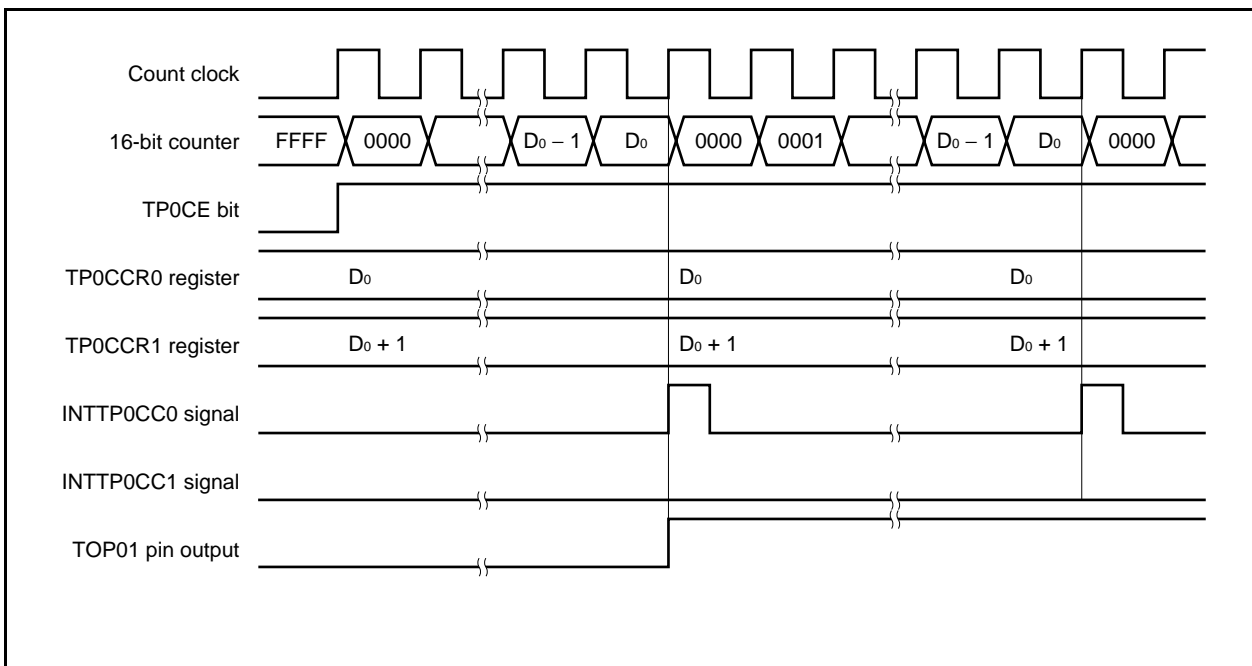 Count clock
16-bit counter FFFF 0000 D₀ − 1 D₀ 0000 0001 D₀ − 1 D₀ 0000
TP0CE bit
TP0CCR0 register D₀ D₀ D₀
TP0CCR1 register D₀ + 1 D₀ + 1 D₀ + 1
INTTP0CC0 signal
INTTP0CC1 signal
TOP01 pin output